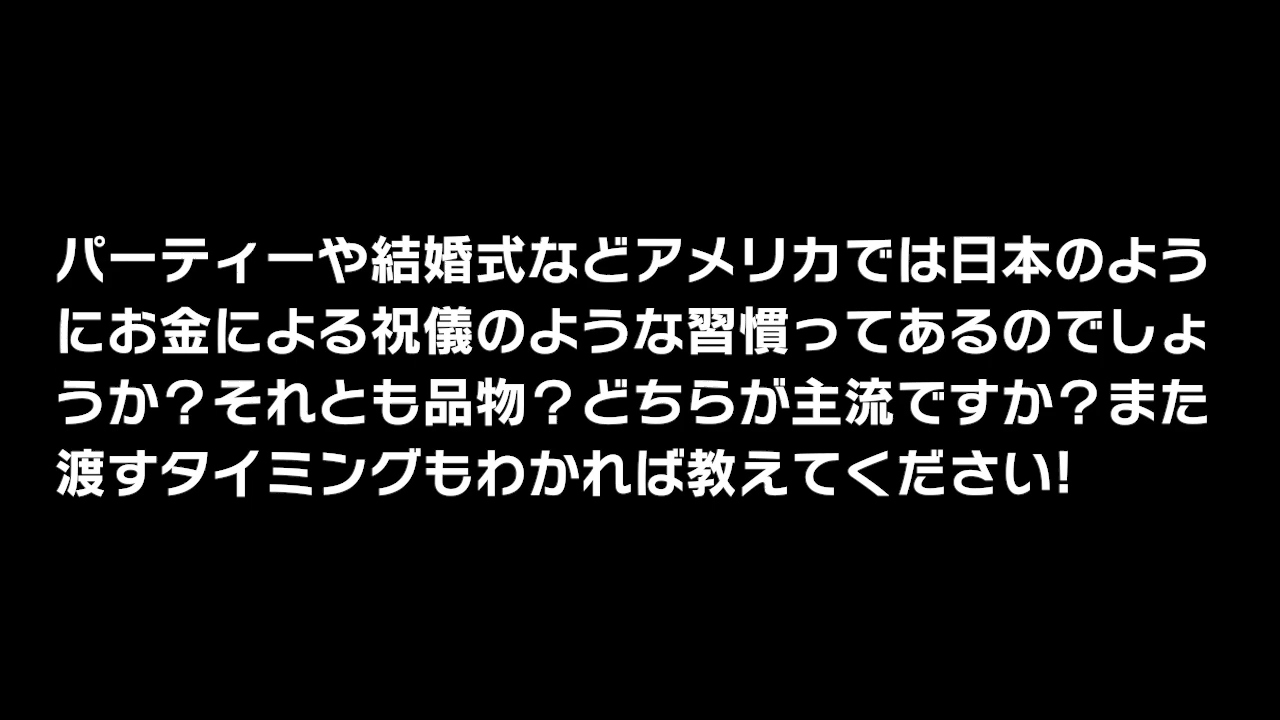 パーティーや結婚式などアメリカでは日本のよう
にお金による祝儀のような習慣ってあるのでしょ
うか？それとも品物？どちらが主流ですか？また
渡すタイミングもわかれば教えてください!